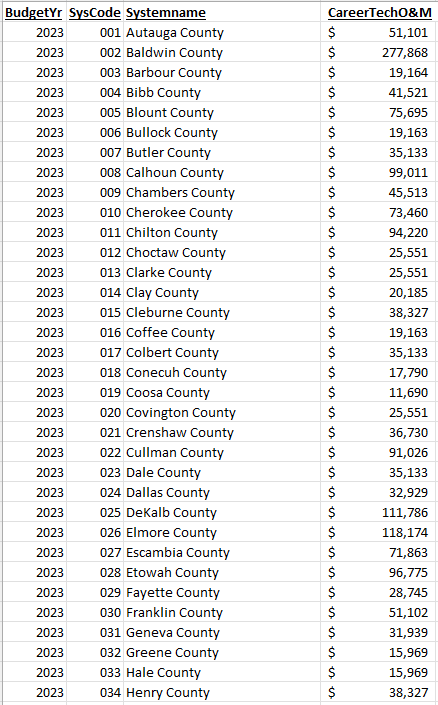 BudgetYr SysCode Systemname CareerTechO&M
2023 001 Autauga County $ 51,101
2023 002 Baldwin County $ 277,868
2023 003 Barbour County $ 19,164
2023 004 Bibb County $ 41,521
2023 005 Blount County $ 75,695
2023 006 Bullock County $ 19,163
2023 007 Butler County $ 35,133
2023 008 Calhoun County $ 99,011
2023 009 Chambers County $ 45,513
2023 010 Cherokee County $ 73,460
2023 011 Chilton County $ 94,220
2023 012 Choctaw County $ 25,551
2023 013 Clarke County $ 25,551
2023 014 Clay County $ 20,185
2023 015 Cleburne County $ 38,327
2023 016 Coffee County $ 19,163
2023 017 Colbert County $ 35,133
2023 018 Conecuh County $ 17,790
2023 019 Coosa County $ 11,690
2023 020 Covington County $ 25,551
2023 021 Crenshaw County $ 36,730
2023 022 Cullman County $ 91,026
2023 023 Dale County $ 35,133
2023 024 Dallas County $ 32,929
2023 025 DeKalb County $ 111,786
2023 026 Elmore County $ 118,174
2023 027 Escambia County $ 71,863
2023 028 Etowah County $ 96,775
2023 029 Fayette County $ 28,745
2023 030 Franklin County $ 51,102
2023 031 Geneva County $ 31,939
2023 032 Greene County $ 15,969
2023 033 Hale County $ 15,969
2023 034 Henry County $ 38,327